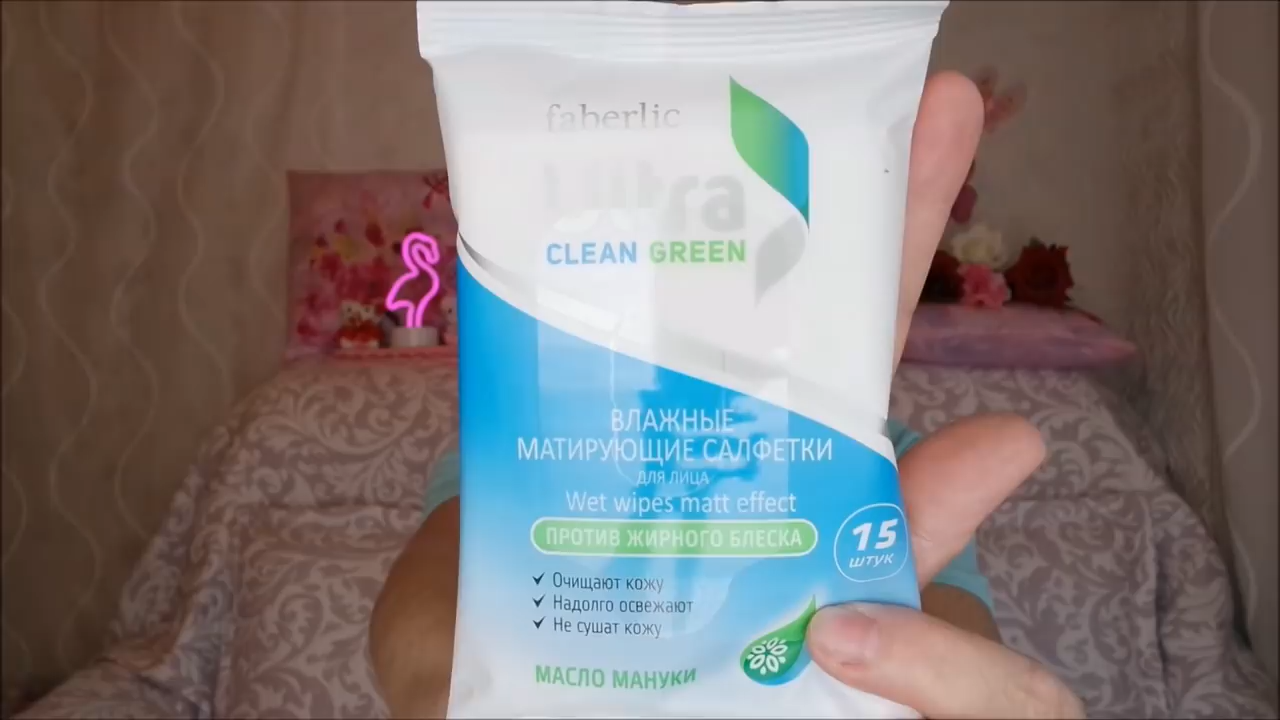 faberlic
Ultra
CLEAN GREEN
ВЛАЖНЫЕ
МАТИРУЮЩИЕ САЛФЕТКИ
ДЛЯ ЛИЦА
Wet wipes matt effect
ПРОТИВ ЖИРНОГО БЛЕСКА
15
ШТУК
✓ Очищают кожу
✓ Надолго освежают
✓ Не сушат кожу
МАСЛО МАНУКИ